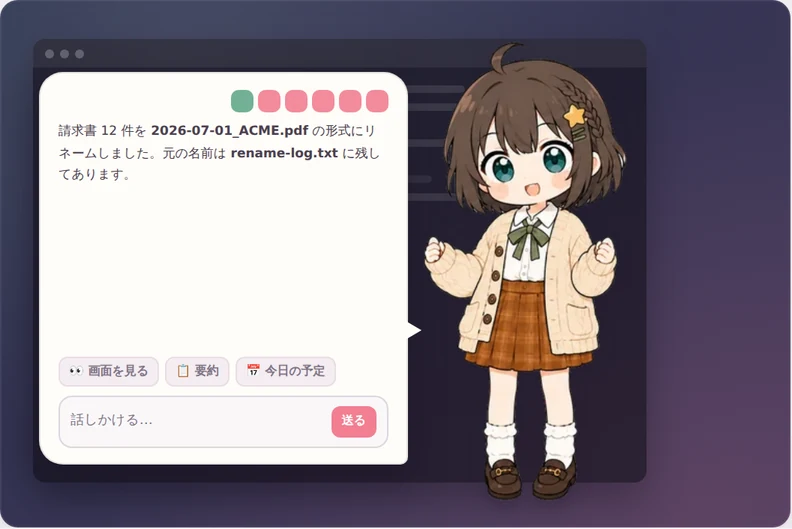 請求書 12 件を 2026-07-01_ACME.pdf の形式にリ
ネームしました。元の名前は rename-log.txt に残し
てあります。
👀 画面を見る 📋 要約 📅 今日の予定
話しかける… 送る